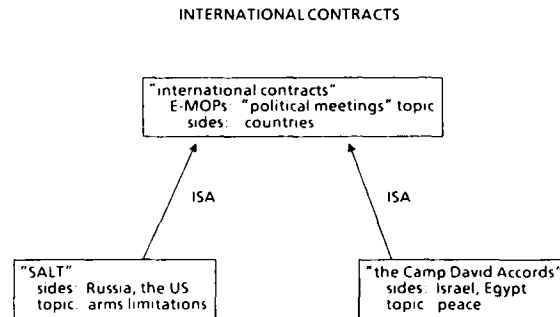 INTERNATIONAL CONTRACTS
"international contracts"
E-MOPs: "political meetings" topic
sides: countries
ISA
ISA
"SALT"
sides: Russia, the US
topic: arms limitations
"the Camp David Accords"
sides: Israel, Egypt
topic peace